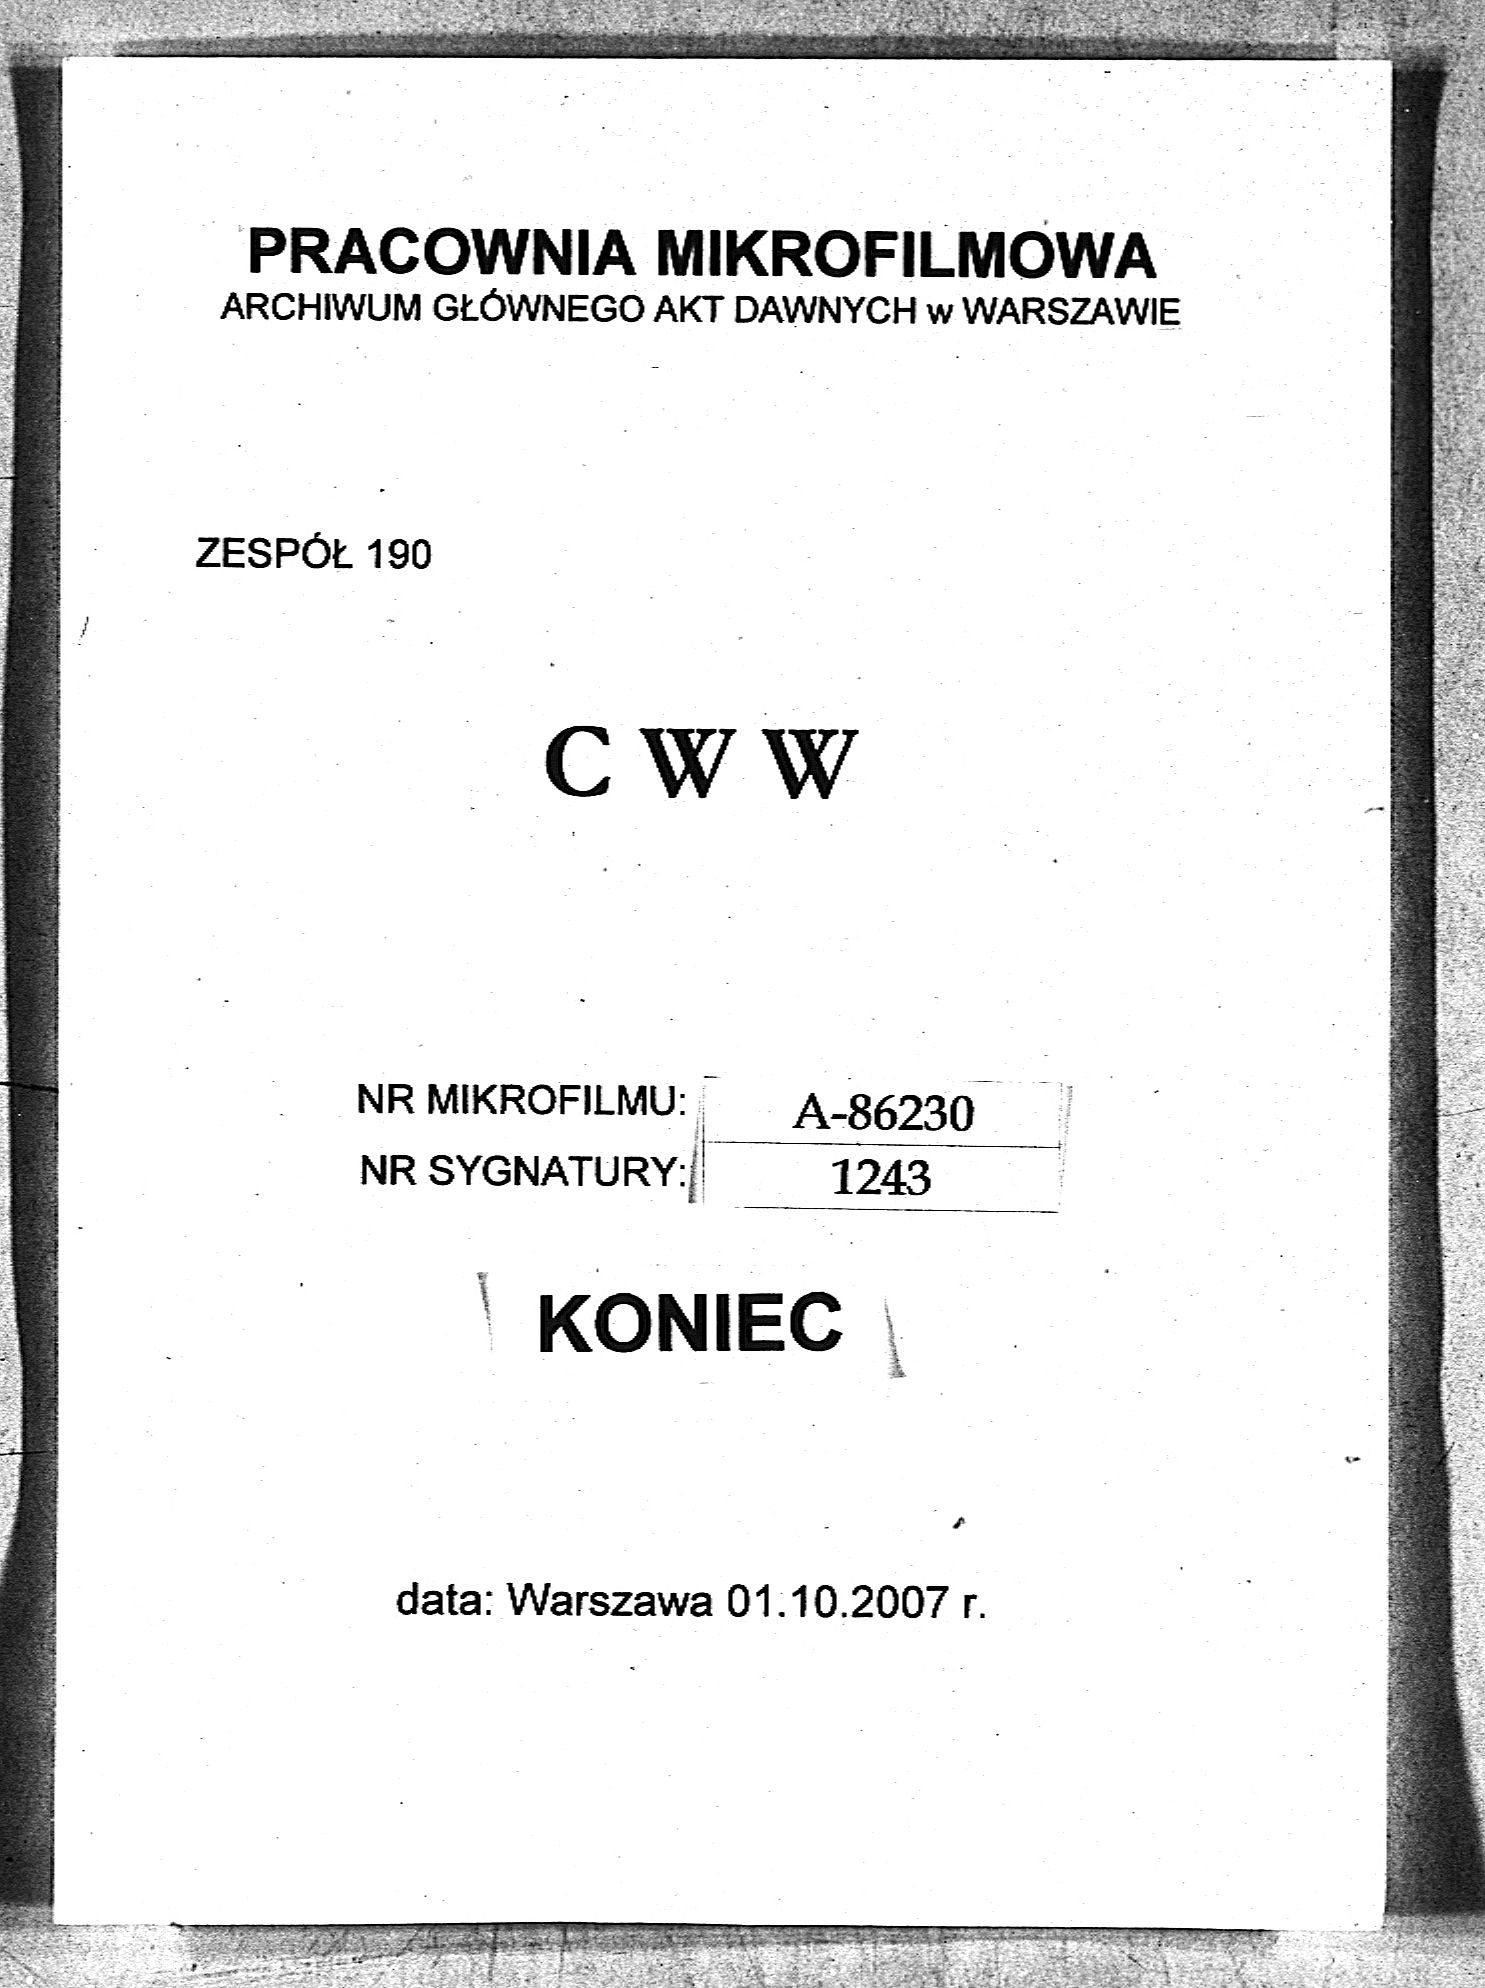 PRACOWNIA MIKROFILMOWA
ARCHIWUM GŁÓWNEGO AKT DAWNYCH w WARSZAWIE
ZESPÓŁ 190
C W W
NR MIKROFILMU: A-86230
NR SYGNATURY: 1243
KONIEC
data: Warszawa 01.10.2007 r.